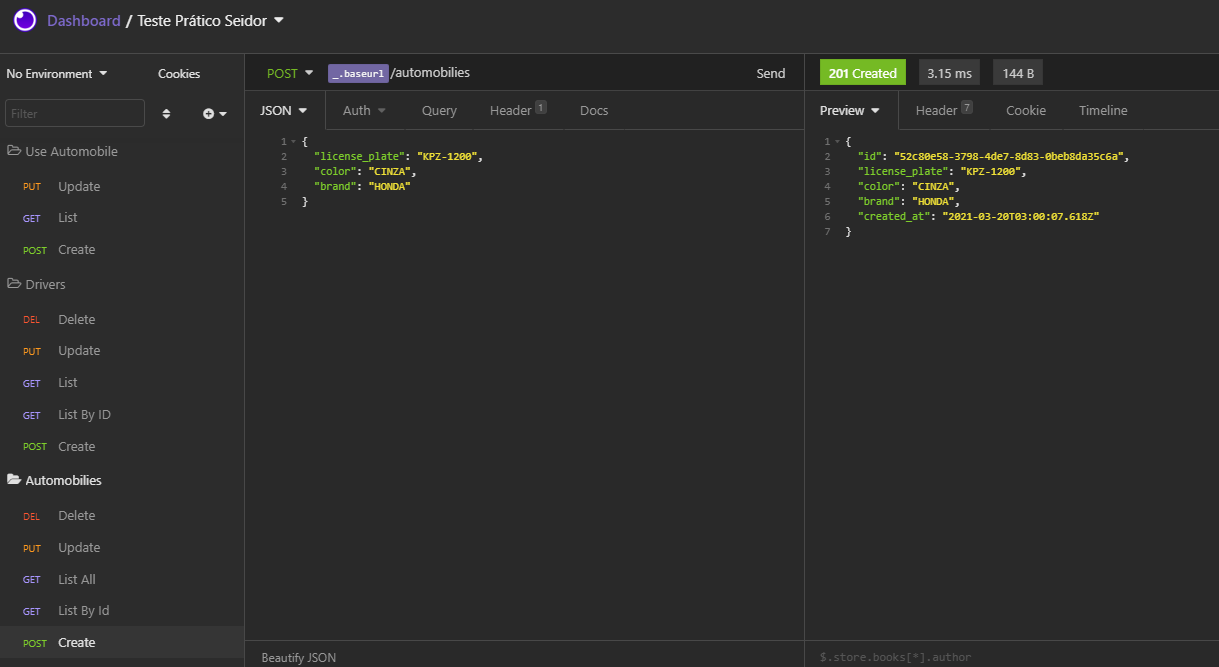 Dashboard / Teste Prático Seidor
No Environment
Cookies
Filter
Use Automobile
PUT Update
GET List
POST Create
Drivers
DEL Delete
PUT Update
GET List
GET List By ID
POST Create
Automobilies
DEL Delete
PUT Update
GET List All
GET List By Id
POST Create
POST _.baseurl /automobilies Send
JSON Auth Query Header 1 Docs
1 {
2 "license_plate": "KPZ-1200",
3 "color": "CINZA",
4 "brand": "HONDA"
5 }
Beautify JSON
201 Created 3.15 ms 144 B
Preview Header 7 Cookie Timeline
1 {
2 "id": "52c80e58-3798-4de7-8d83-0beb8da35c6a",
3 "license_plate": "KPZ-1200",
4 "color": "CINZA",
5 "brand": "HONDA",
6 "created_at": "2021-03-20T03:00:07.618Z"
7 }
$.store.books[*].author